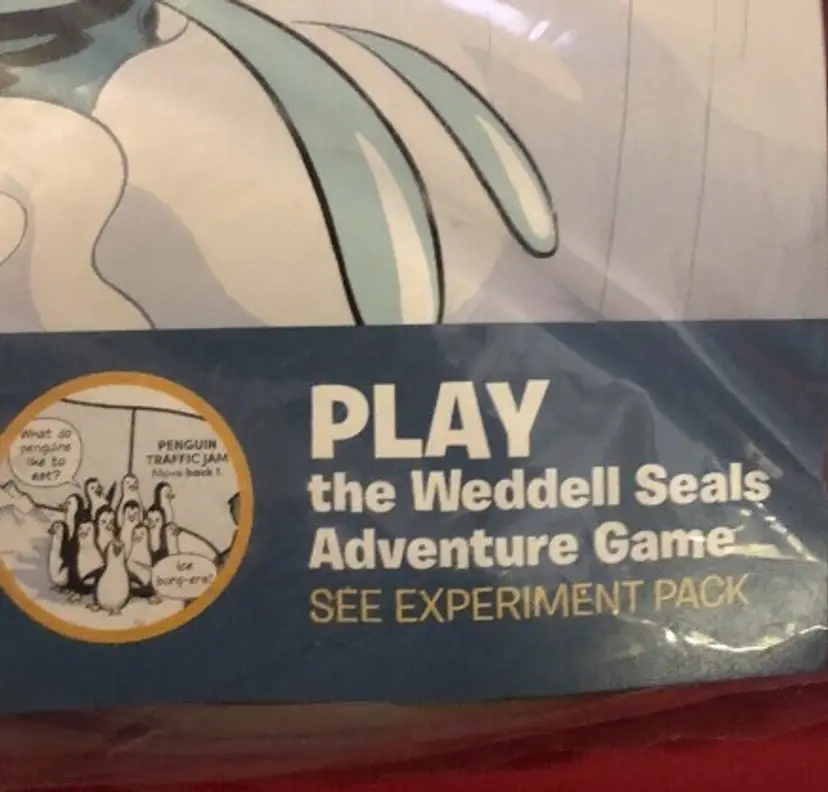 What do
penguins
like to
eat?
PENGUIN
TRAFFIC JAM
Move back 1.
Ice
burg-ers!
PLAY
the Weddell Seals
Adventure Game
SEE EXPERIMENT PACK